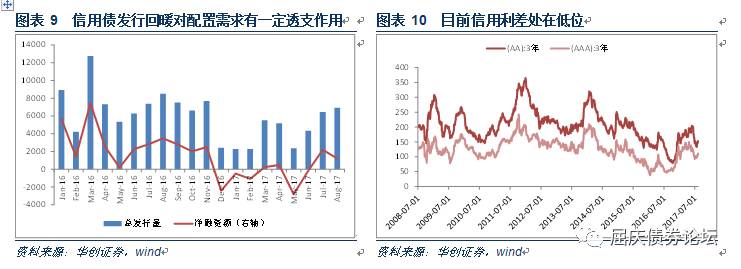 图表 9 信用债发行回暖对配置需求有一定透支作用
14000
12000
10000
8000
6000
4000
2000
0
-2000
-4000
Jan-16
Feb-16
Mar-16
Apr-16
May-16
Jun-16
Jul-16
Aug-16
Sep-16
Oct-16
Nov-16
Dec-16
Jan-17
Feb-17
Mar-17
Apr-17
May-17
Jun-17
Jul-17
Aug-17
总发行量
净融资额（右轴）
资料来源：华创证券，wind
图表 10 目前信用利差处在低位
(AA):3年
(AAA):3年
400
350
300
250
200
150
100
50
0
2008-07-01
2009-07-01
2010-07-01
2011-07-01
2012-07-01
2013-07-01
2014-07-01
2015-07-01
2016-07-01
2017-07-01
资料来源：华创证券，wind
屈庆债券论坛